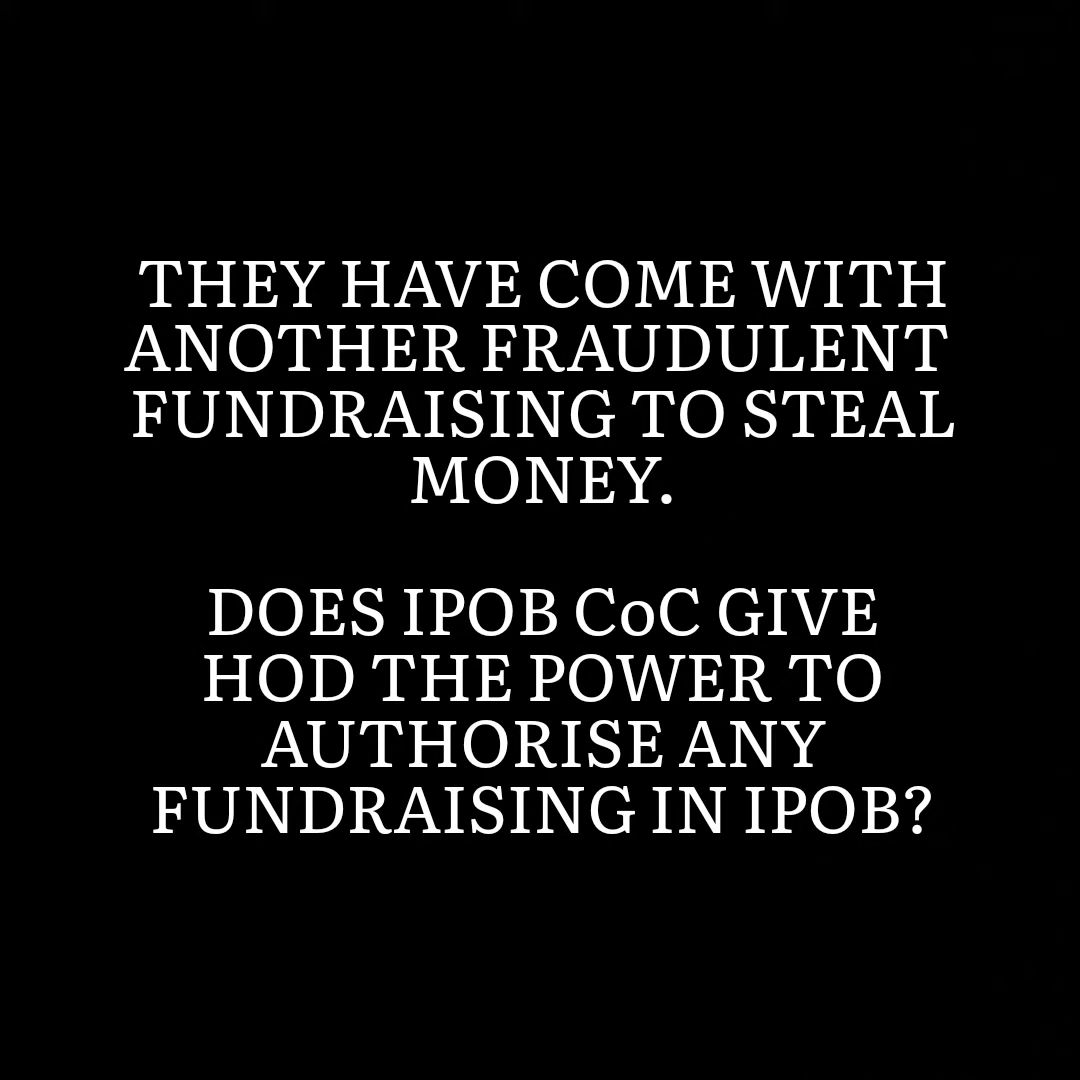 THEY HAVE COME WITH
ANOTHER FRAUDULENT
FUNDRAISING TO STEAL
MONEY.
DOES IPOB CoC GIVE
HOD THE POWER TO
AUTHORISE ANY
FUNDRAISING IN IPOB?